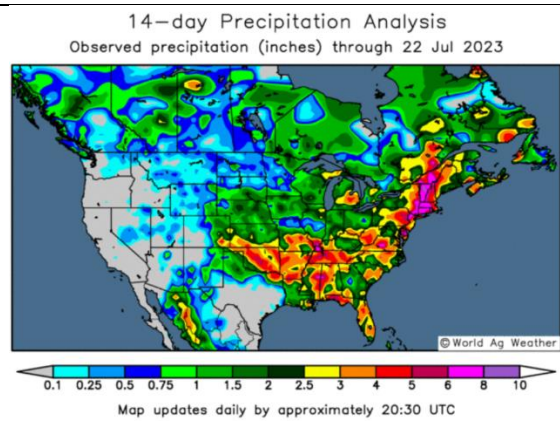 14-day Precipitation Analysis
Observed precipitation (inches) through 22 Jul 2023
©World Ag Weather
0.1 0.25 0.5 0.75 1 1.5 2 2.5 3 4 5 6 8 10
Map updates daily by approximately 20:30 UTC